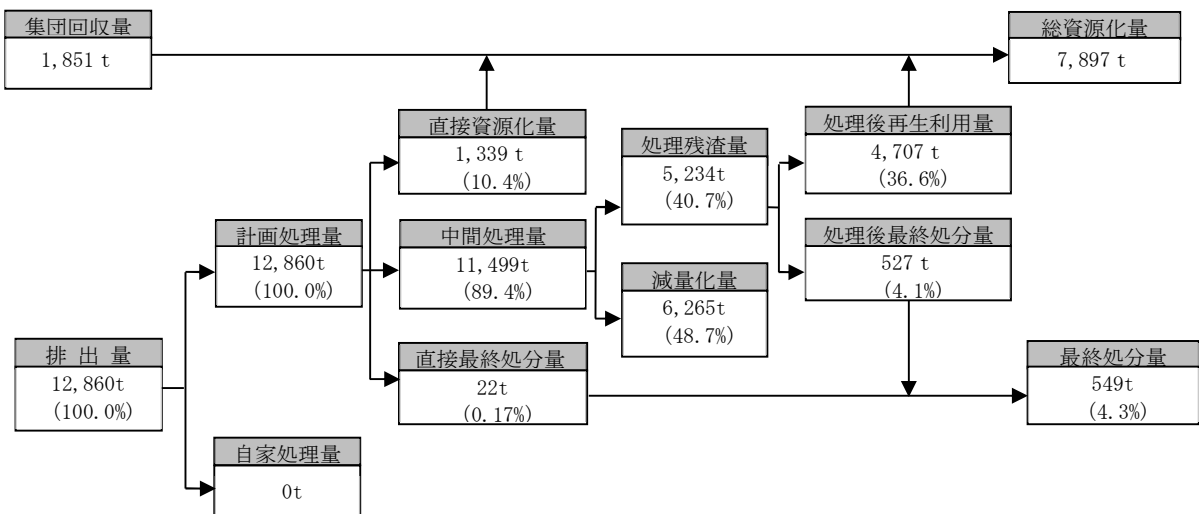 集団回収量
1,851 t
総資源化量
7,897 t
直接資源化量
1,339 t
(10.4%)
処理残渣量
5,234t
(40.7%)
処理後再生利用量
4,707 t
(36.6%)
計画処理量
12,860t
(100.0%)
中間処理量
11,499t
(89.4%)
減量化量
6,265t
(48.7%)
処理後最終処分量
527 t
(4.1%)
排 出 量
12,860t
(100.0%)
直接最終処分量
22t
(0.17%)
最終処分量
549t
(4.3%)
自家処理量
0t